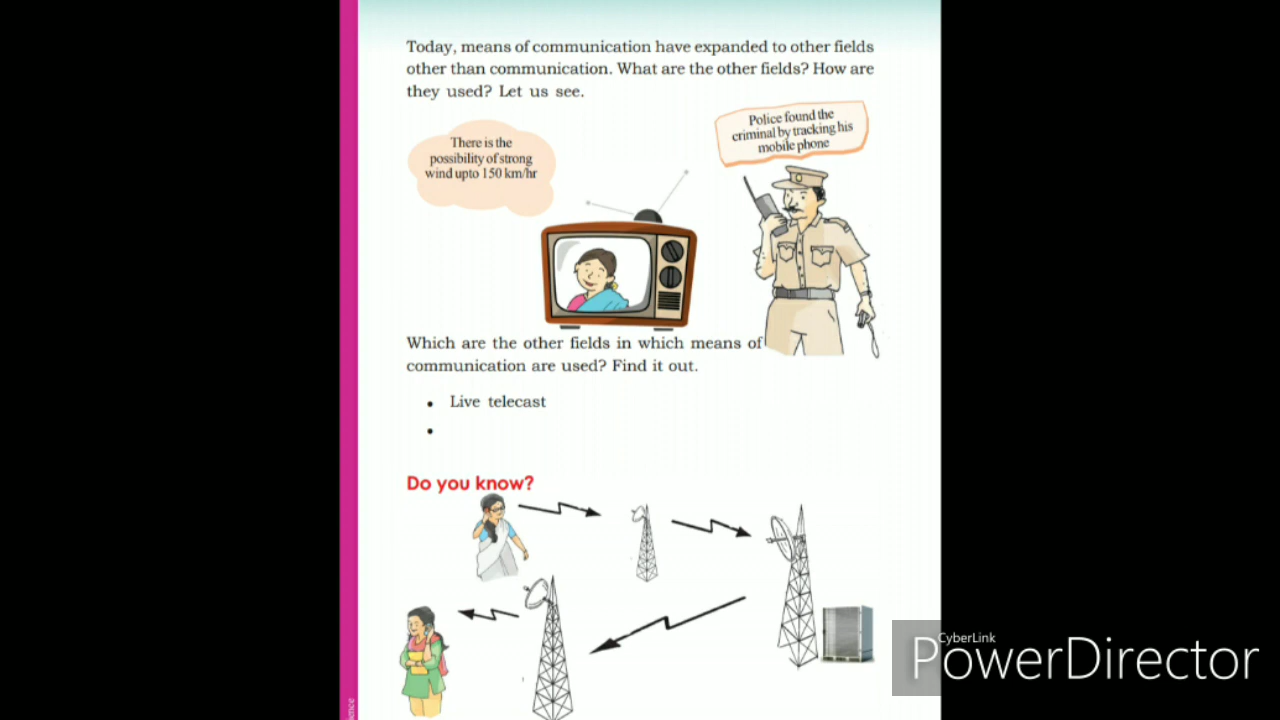 Today, means of communication have expanded to other fields
other than communication. What are the other fields? How are
they used? Let us see.
There is the
possibility of strong
wind upto 150 km/hr
Police found the
criminal by tracking his
mobile phone
Which are the other fields in which means of
communication are used? Find it out.
• Live telecast
•
Do you know?
CyberLink
PowerDirector